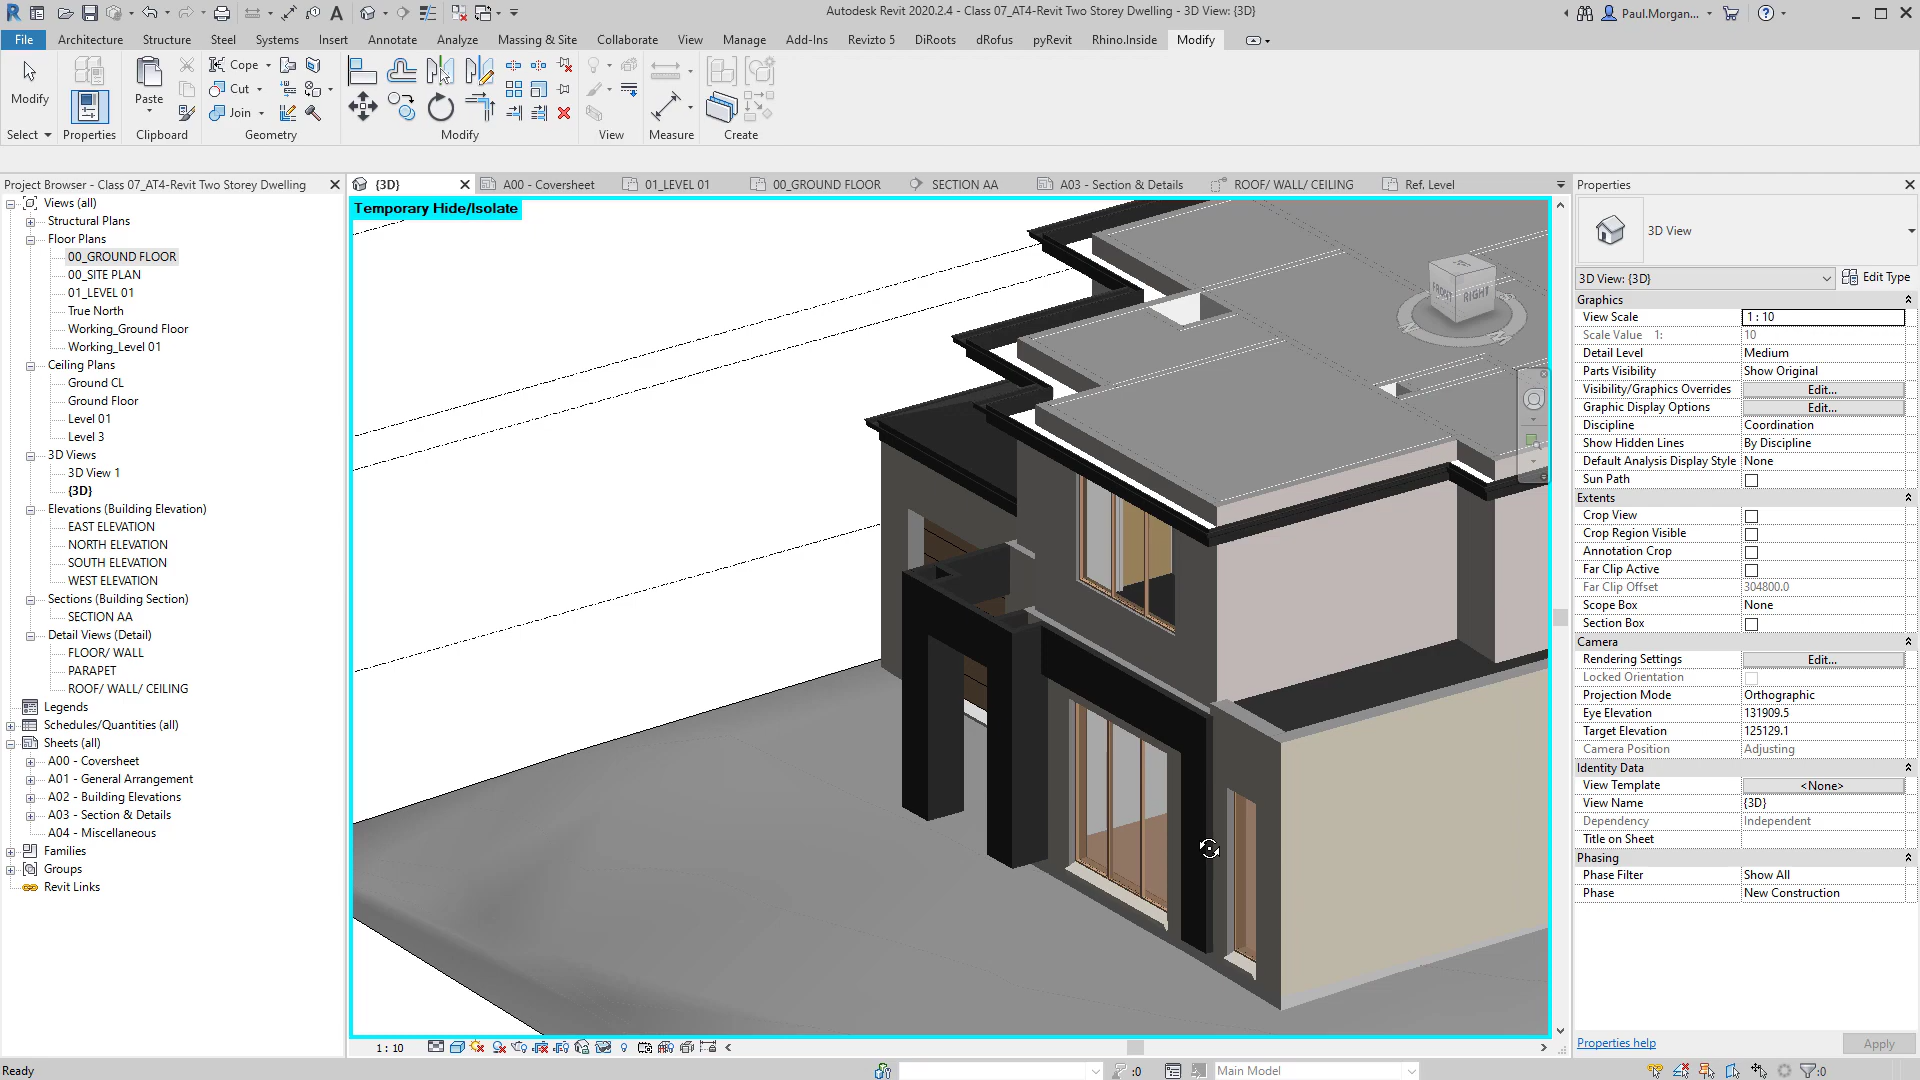 Autodesk Revit 2020.2.4 - Class 07_AT4-Revit Two Storey Dwelling - 3D View: {3D}
Paul.Morgan...
File Architecture Structure Steel Systems Insert Annotate Analyze Massing & Site Collaborate View Manage Add-Ins Revizto 5 DiRoots dRofus pyRevit Rhino.Inside Modify
Modify
Paste
Cope
Cut
Join
Select Properties Clipboard Geometry Modify View Measure Create
Project Browser - Class 07_AT4-Revit Two Storey Dwelling
{3D} A00 - Coversheet 01_LEVEL 01 00_GROUND FLOOR SECTION AA A03 - Section & Details ROOF/ WALL/ CEILING Ref. Level
Views (all)
Structural Plans
Floor Plans
00_GROUND FLOOR
00_SITE PLAN
01_LEVEL 01
True North
Working_Ground Floor
Working_Level 01
Ceiling Plans
Ground CL
Ground Floor
Level 01
Level 3
3D Views
3D View 1
{3D}
Elevations (Building Elevation)
EAST ELEVATION
NORTH ELEVATION
SOUTH ELEVATION
WEST ELEVATION
Sections (Building Section)
SECTION AA
Detail Views (Detail)
FLOOR/ WALL
PARAPET
ROOF/ WALL/ CEILING
Legends
Schedules/Quantities (all)
Sheets (all)
A00 - Coversheet
A01 - General Arrangement
A02 - Building Elevations
A03 - Section & Details
A04 - Miscellaneous
Families
Groups
Revit Links
Temporary Hide/Isolate
FRONT RIGHT
1 : 10
Properties
3D View
3D View: {3D} Edit Type
Graphics
View Scale 1 : 10
Scale Value 1: 10
Detail Level Medium
Parts Visibility Show Original
Visibility/Graphics Overrides Edit...
Graphic Display Options Edit...
Discipline Coordination
Show Hidden Lines By Discipline
Default Analysis Display Style None
Sun Path
Extents
Crop View
Crop Region Visible
Annotation Crop
Far Clip Active
Far Clip Offset 304800.0
Scope Box None
Section Box
Camera
Rendering Settings Edit...
Locked Orientation
Projection Mode Orthographic
Eye Elevation 131909.5
Target Elevation 125129.1
Camera Position Adjusting
Identity Data
View Template <None>
View Name {3D}
Dependency Independent
Title on Sheet
Phasing
Phase Filter Show All
Phase New Construction
Properties help Apply
Ready :0 Main Model :0